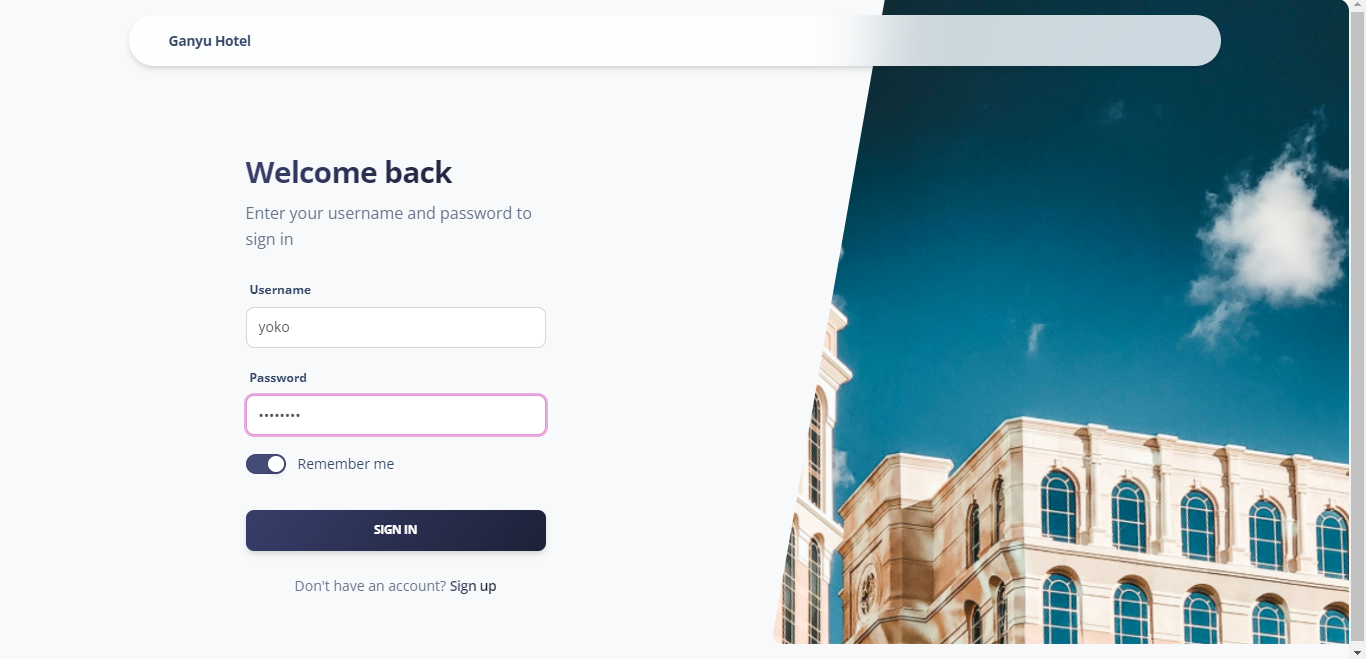 Ganyu Hotel
Welcome back
Enter your username and password to
sign in
Username
yoko
Password
••••••••
Remember me
SIGN IN
Don't have an account? Sign up